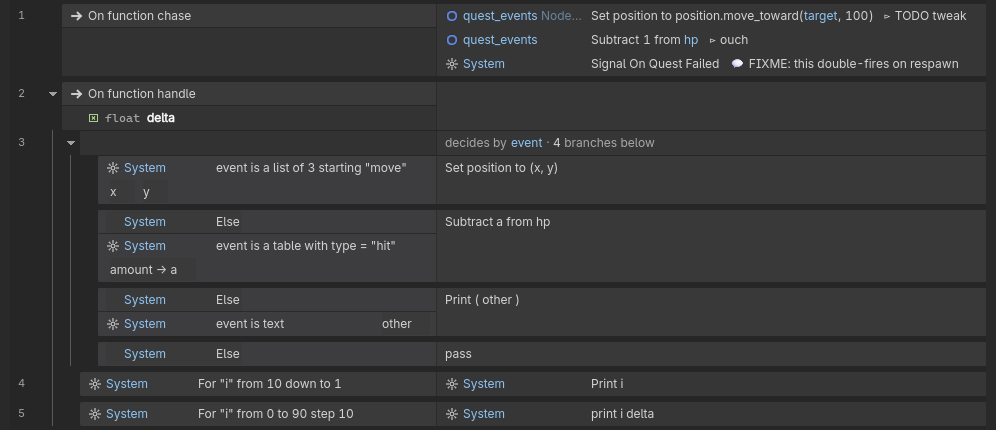 1 → On function chase quest_events Node... Set position to position.move_toward(target, 100) ▹ TODO tweak
quest_events Subtract 1 from hp ▹ ouch
System Signal On Quest Failed 💬 FIXME: this double-fires on respawn
2 → On function handle
float delta
3 decides by event · 4 branches below
System event is a list of 3 starting "move" Set position to (x, y)
x y
System Else Subtract a from hp
System event is a table with type = "hit"
amount → a
System Else Print ( other )
System event is text other
System Else pass
4 System For "i" from 10 down to 1 System Print i
5 System For "i" from 0 to 90 step 10 System print i delta